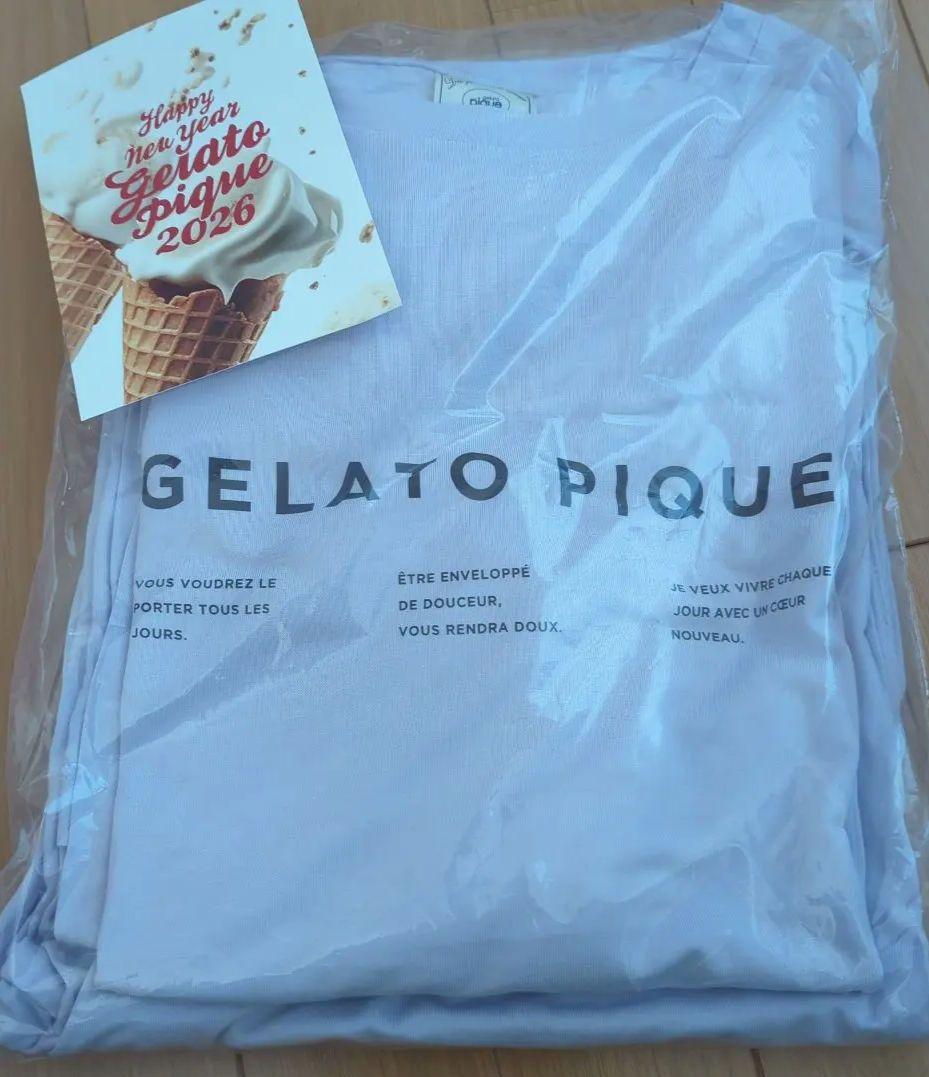 Happy
New Year
Gelato
pique
2026
pique
GELATO PIQUE
VOUS VOUDREZ LE
PORTER TOUS LES
JOURS.
ÊTRE ENVELOPPÉ
DE DOUCEUR,
VOUS RENDRA DOUX.
JE VEUX VIVRE CHAQUE
JOUR AVEC UN CŒUR
NOUVEAU.